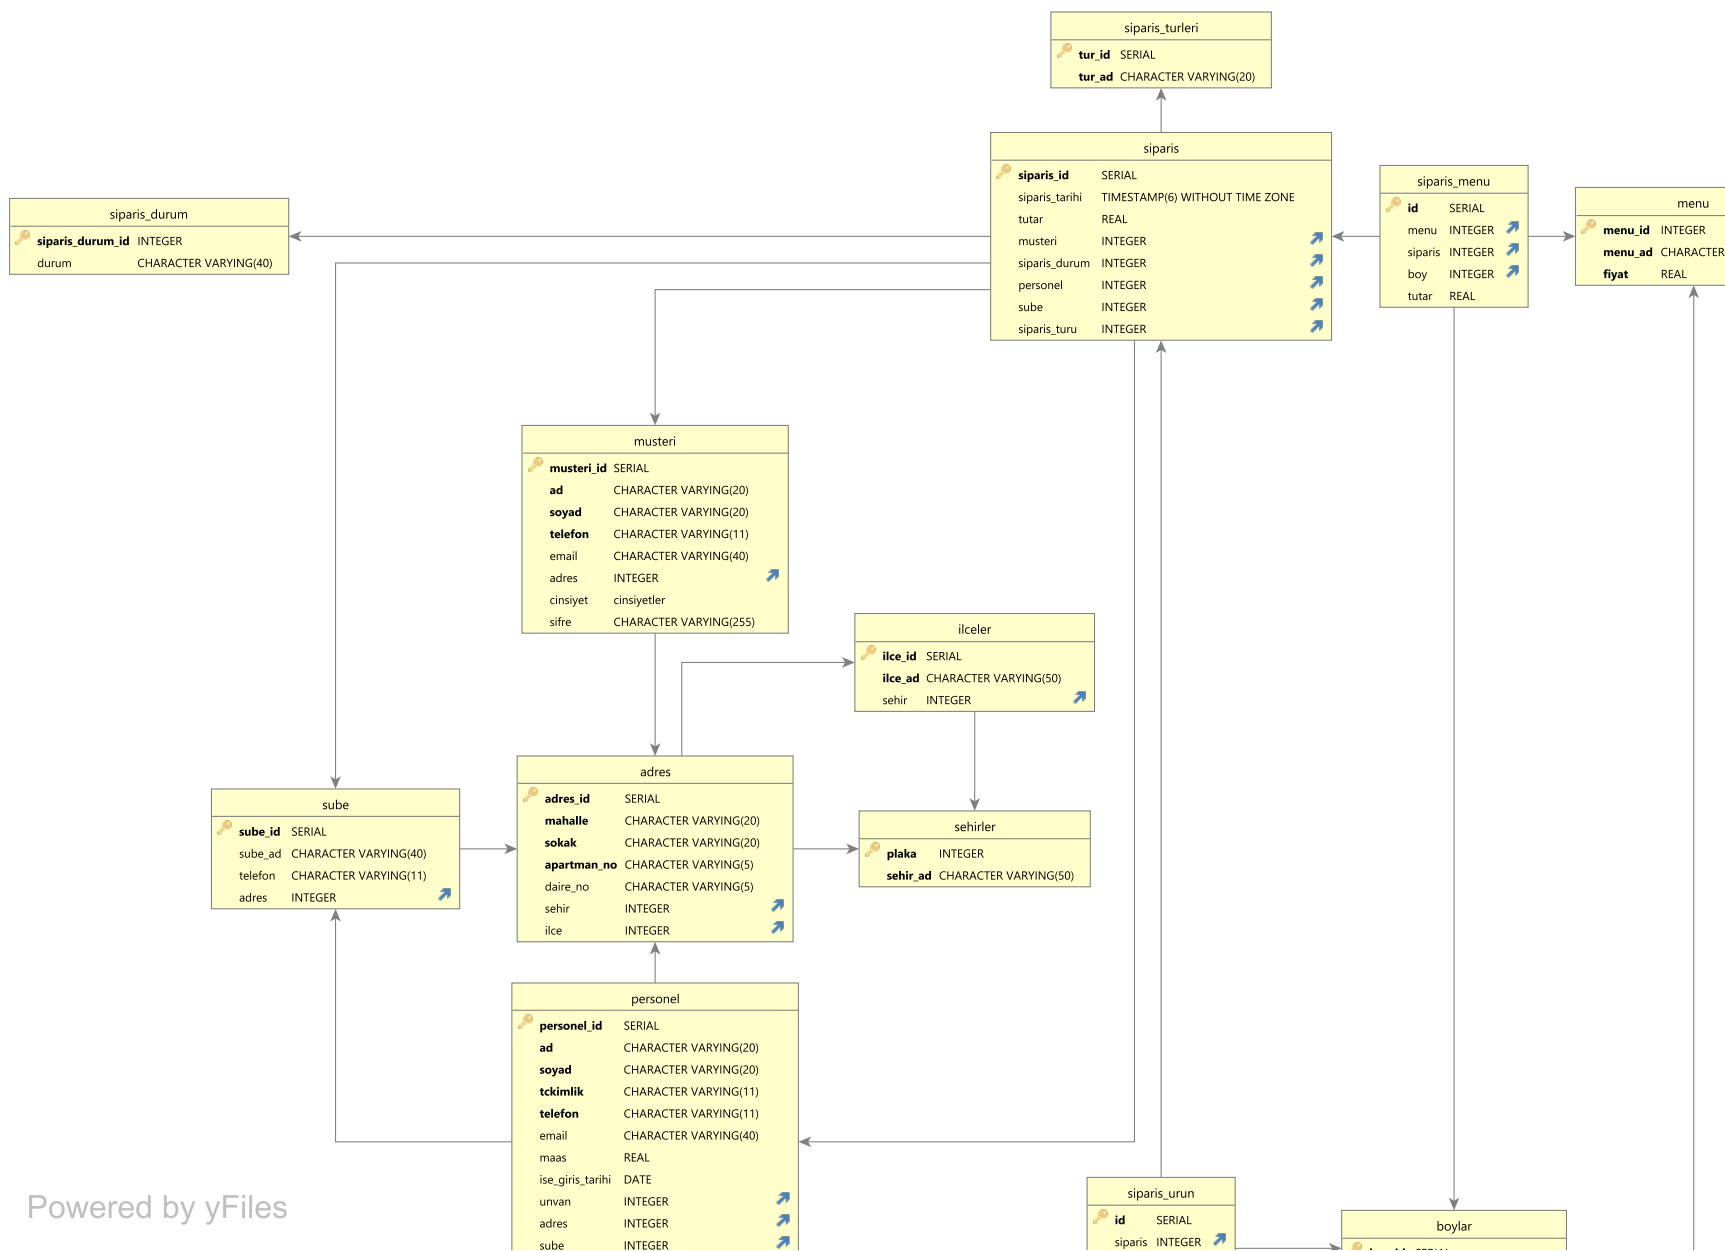 siparis_turleri
tur_id SERIAL
tur_ad CHARACTER VARYING(20)
siparis
siparis_id SERIAL
siparis_tarihi TIMESTAMP(6) WITHOUT TIME ZONE
tutar REAL
musteri INTEGER
siparis_durum INTEGER
personel INTEGER
sube INTEGER
siparis_turu INTEGER
siparis_menu
id SERIAL
menu INTEGER
siparis INTEGER
boy INTEGER
tutar REAL
menu
menu_id INTEGER
menu_ad CHARACTER
fiyat REAL
siparis_durum
siparis_durum_id INTEGER
durum CHARACTER VARYING(40)
musteri
musteri_id SERIAL
ad CHARACTER VARYING(20)
soyad CHARACTER VARYING(20)
telefon CHARACTER VARYING(11)
email CHARACTER VARYING(40)
adres INTEGER
cinsiyet cinsiyetler
sifre CHARACTER VARYING(255)
ilceler
ilce_id SERIAL
ilce_ad CHARACTER VARYING(50)
sehir INTEGER
sube
sube_id SERIAL
sube_ad CHARACTER VARYING(40)
telefon CHARACTER VARYING(11)
adres INTEGER
adres
adres_id SERIAL
mahalle CHARACTER VARYING(20)
sokak CHARACTER VARYING(20)
apartman_no CHARACTER VARYING(5)
daire_no CHARACTER VARYING(5)
sehir INTEGER
ilce INTEGER
sehirler
plaka INTEGER
sehir_ad CHARACTER VARYING(50)
personel
personel_id SERIAL
ad CHARACTER VARYING(20)
soyad CHARACTER VARYING(20)
tckimlik CHARACTER VARYING(11)
telefon CHARACTER VARYING(11)
email CHARACTER VARYING(40)
maas REAL
ise_giris_tarihi DATE
unvan INTEGER
adres INTEGER
sube INTEGER
siparis_urun
id SERIAL
siparis INTEGER
boylar
Powered by yFiles